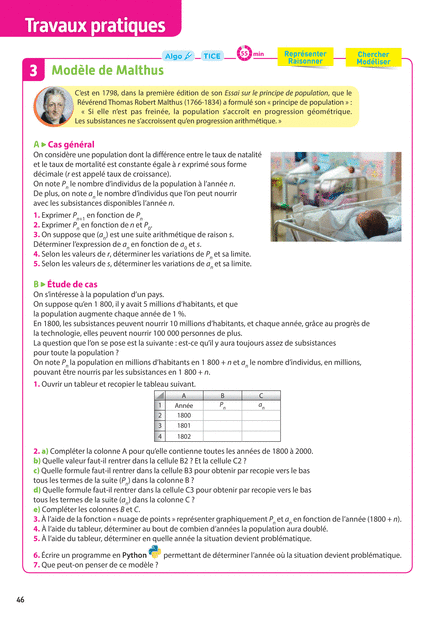 Travaux pratiques
Algo TICE 55 min Représenter Raisonner Chercher Modéliser
3 Modèle de Malthus
C'est en 1798, dans la première édition de son Essai sur le principe de population, que le
Révérend Thomas Robert Malthus (1766-1834) a formulé son « principe de population » :
« Si elle n'est pas freinée, la population s'accroît en progression géométrique.
Les subsistances ne s'accroissent qu'en progression arithmétique. »
A ▶ Cas général
On considère une population dont la différence entre le taux de natalité
et le taux de mortalité est constante égale à r exprimé sous forme
décimale (r est appelé taux de croissance).
On note Pn le nombre d'individus de la population à l'année n.
De plus, on note an le nombre d'individus que l'on peut nourrir
avec les subsistances disponibles l'année n.
1. Exprimer Pn+1 en fonction de Pn
2. Exprimer Pn en fonction de n et P0.
3. On suppose que (an) est une suite arithmétique de raison s.
Déterminer l'expression de an en fonction de a0 et s.
4. Selon les valeurs de r, déterminer les variations de Pn et sa limite.
5. Selon les valeurs de s, déterminer les variations de an et sa limite.
B ▶ Étude de cas
On s'intéresse à la population d'un pays.
On suppose qu'en 1 800, il y avait 5 millions d'habitants, et que
la population augmente chaque année de 1 %.
En 1800, les subsistances peuvent nourrir 10 millions d'habitants, et chaque année, grâce au progrès de
la technologie, elles peuvent nourrir 100 000 personnes de plus.
La question que l'on se pose est la suivante : est-ce qu'il y aura toujours assez de subsistances
pour toute la population ?
On note Pn la population en millions d'habitants en 1 800 + n et an le nombre d'individus, en millions,
pouvant être nourris par les subsistances en 1 800 + n.
1. Ouvrir un tableur et recopier le tableau suivant.
A B C
1 Année Pn an
2 1800
3 1801
4 1802
2. a) Compléter la colonne A pour qu'elle contienne toutes les années de 1800 à 2000.
b) Quelle valeur faut-il rentrer dans la cellule B2 ? Et la cellule C2 ?
c) Quelle formule faut-il rentrer dans la cellule B3 pour obtenir par recopie vers le bas
tous les termes de la suite (Pn) dans la colonne B ?
d) Quelle formule faut-il rentrer dans la cellule C3 pour obtenir par recopie vers le bas
tous les termes de la suite (an) dans la colonne C ?
e) Compléter les colonnes B et C.
3. À l'aide de la fonction « nuage de points » représenter graphiquement Pn et an en fonction de l'année (1800 + n).
4. À l'aide du tableur, déterminer au bout de combien d'années la population aura doublé.
5. À l'aide du tableur, déterminer en quelle année la situation devient problématique.
6. Écrire un programme en Python permettant de déterminer l'année où la situation devient problématique.
7. Que peut-on penser de ce modèle ?
46